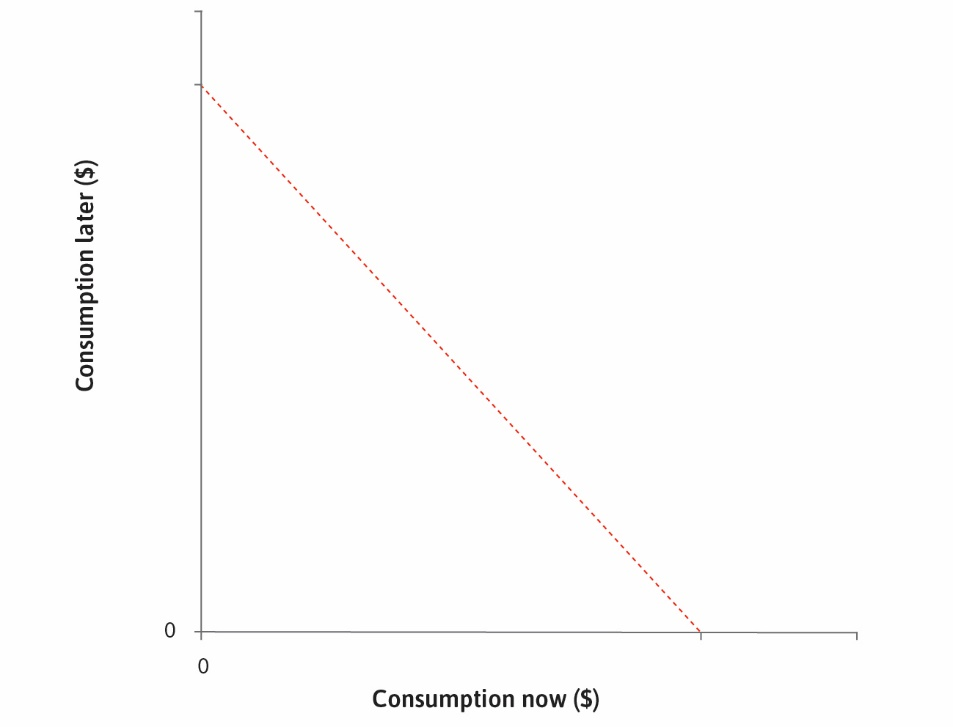 Consumption later ($)
0
0
Consumption now ($)